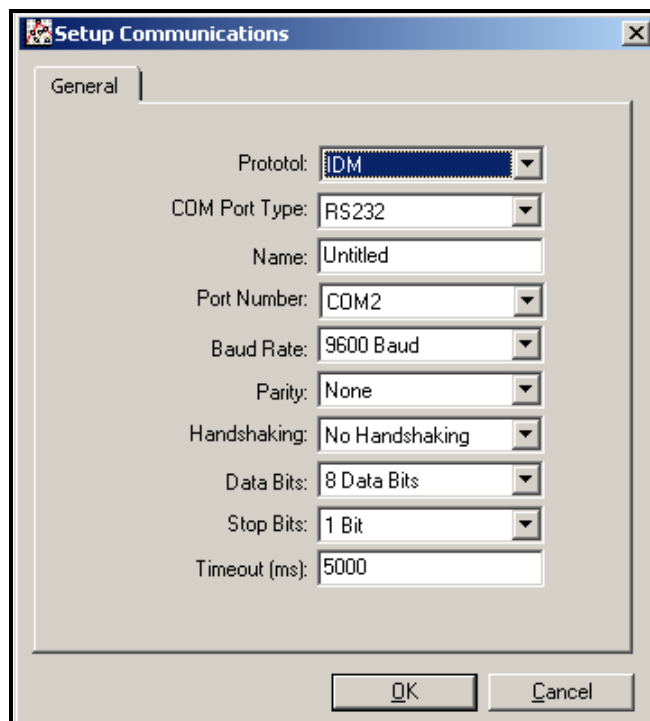 Setup Communications
General
Prototol: IDM
COM Port Type: RS232
Name: Untitled
Port Number: COM2
Baud Rate: 9600 Baud
Parity: None
Handshaking: No Handshaking
Data Bits: 8 Data Bits
Stop Bits: 1 Bit
Timeout (ms): 5000
OK Cancel